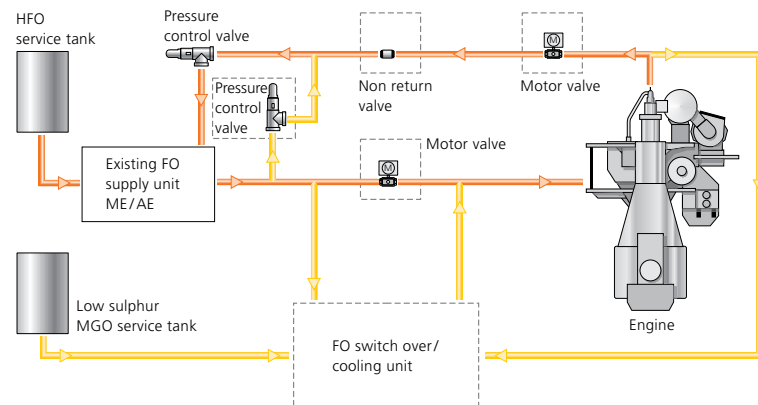 HFO
service tank
Pressure
control valve
Pressure
control
valve
Non return
valve
M
Motor valve
M
Motor valve
Existing FO
supply unit
ME/AE
Low sulphur
MGO service tank
FO switch over/
cooling unit
Engine